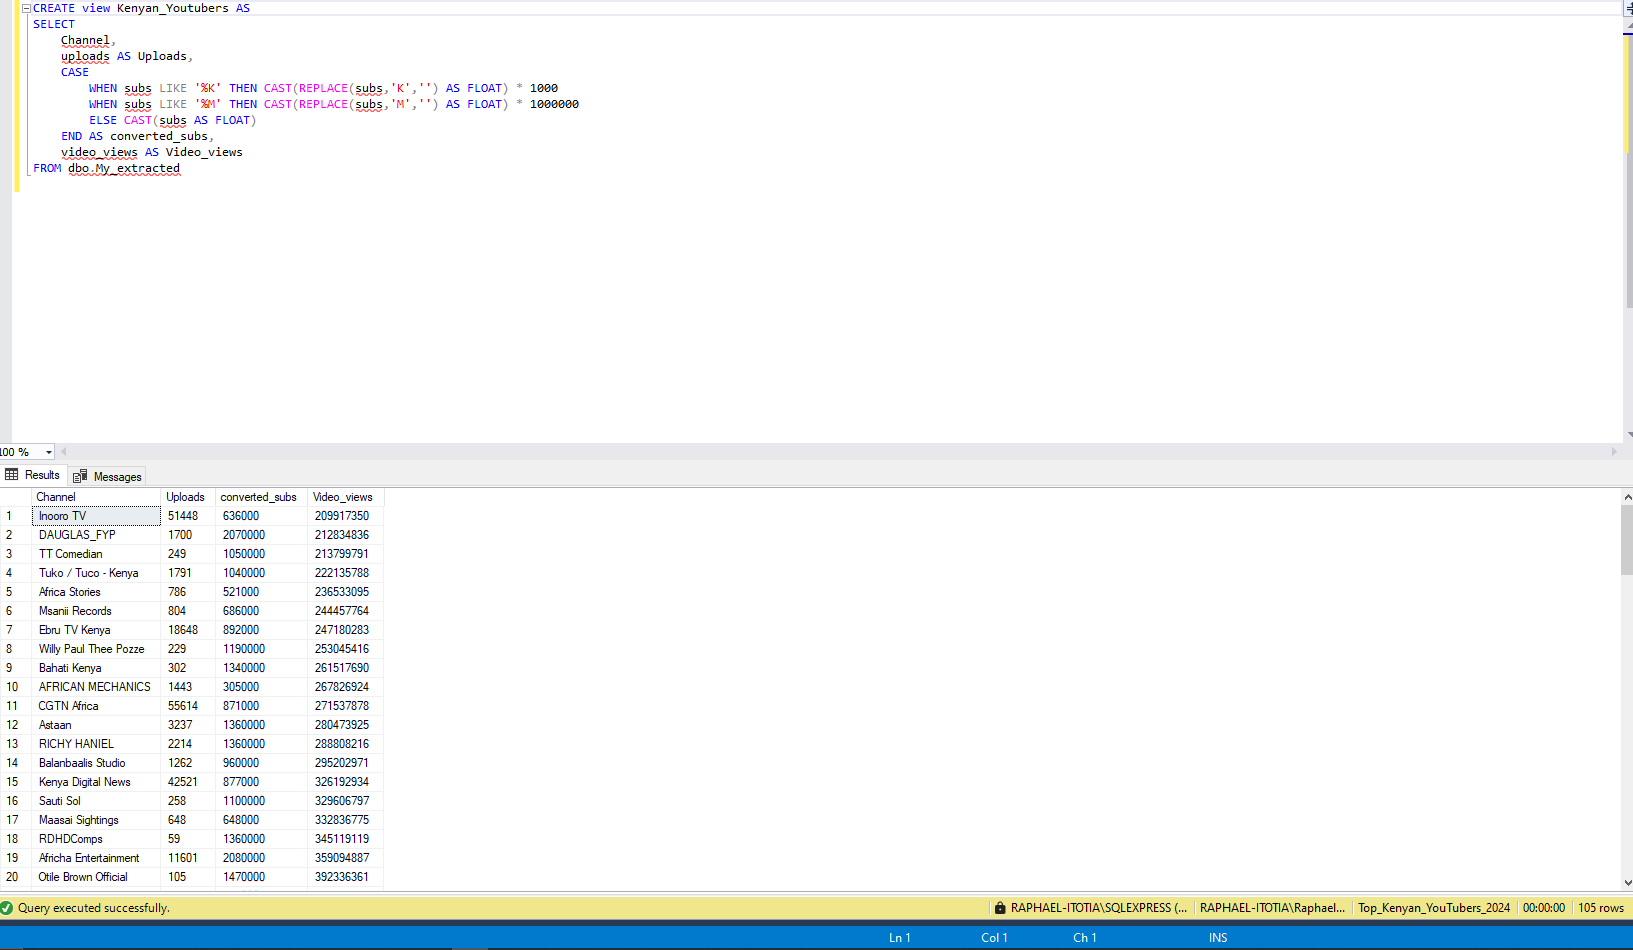 CREATE view Kenyan_Youtubers AS
SELECT
Channel,
uploads AS Uploads,
CASE
WHEN subs LIKE '%K' THEN CAST(REPLACE(subs,'K','') AS FLOAT) * 1000
WHEN subs LIKE '%M' THEN CAST(REPLACE(subs,'M','') AS FLOAT) * 1000000
ELSE CAST(subs AS FLOAT)
END AS converted_subs,
video_views AS Video_views
FROM dbo.My_extracted
100 %
Results Messages
Channel Uploads converted_subs Video_views
1 Inooro TV 51448 636000 209917350
2 DAUGLAS_FYP 1700 2070000 212834836
3 TT Comedian 249 1050000 213799791
4 Tuko / Tuco - Kenya 1791 1040000 222135788
5 Africa Stories 786 521000 236533095
6 Msanii Records 804 686000 244457764
7 Ebru TV Kenya 18648 892000 247180283
8 Willy Paul Thee Pozze 229 1190000 253045416
9 Bahati Kenya 302 1340000 261517690
10 AFRICAN MECHANICS 1443 305000 267826924
11 CGTN Africa 55614 871000 271537878
12 Astaan 3237 1360000 280473925
13 RICHY HANIEL 2214 1360000 288808216
14 Balanbaalis Studio 1262 960000 295202971
15 Kenya Digital News 42521 877000 326192934
16 Sauti Sol 258 1100000 329606797
17 Maasai Sightings 648 648000 332836775
18 RDHDComps 59 1360000 345119119
19 Africha Entertainment 11601 2080000 359094887
20 Otile Brown Official 105 1470000 392336361
Query executed successfully. RAPHAEL-ITOTIA\SQLEXPRESS (... RAPHAEL-ITOTIA\Raphael... Top_Kenyan_YouTubers_2024 00:00:00 105 rows
Ln 1 Col 1 Ch 1 INS